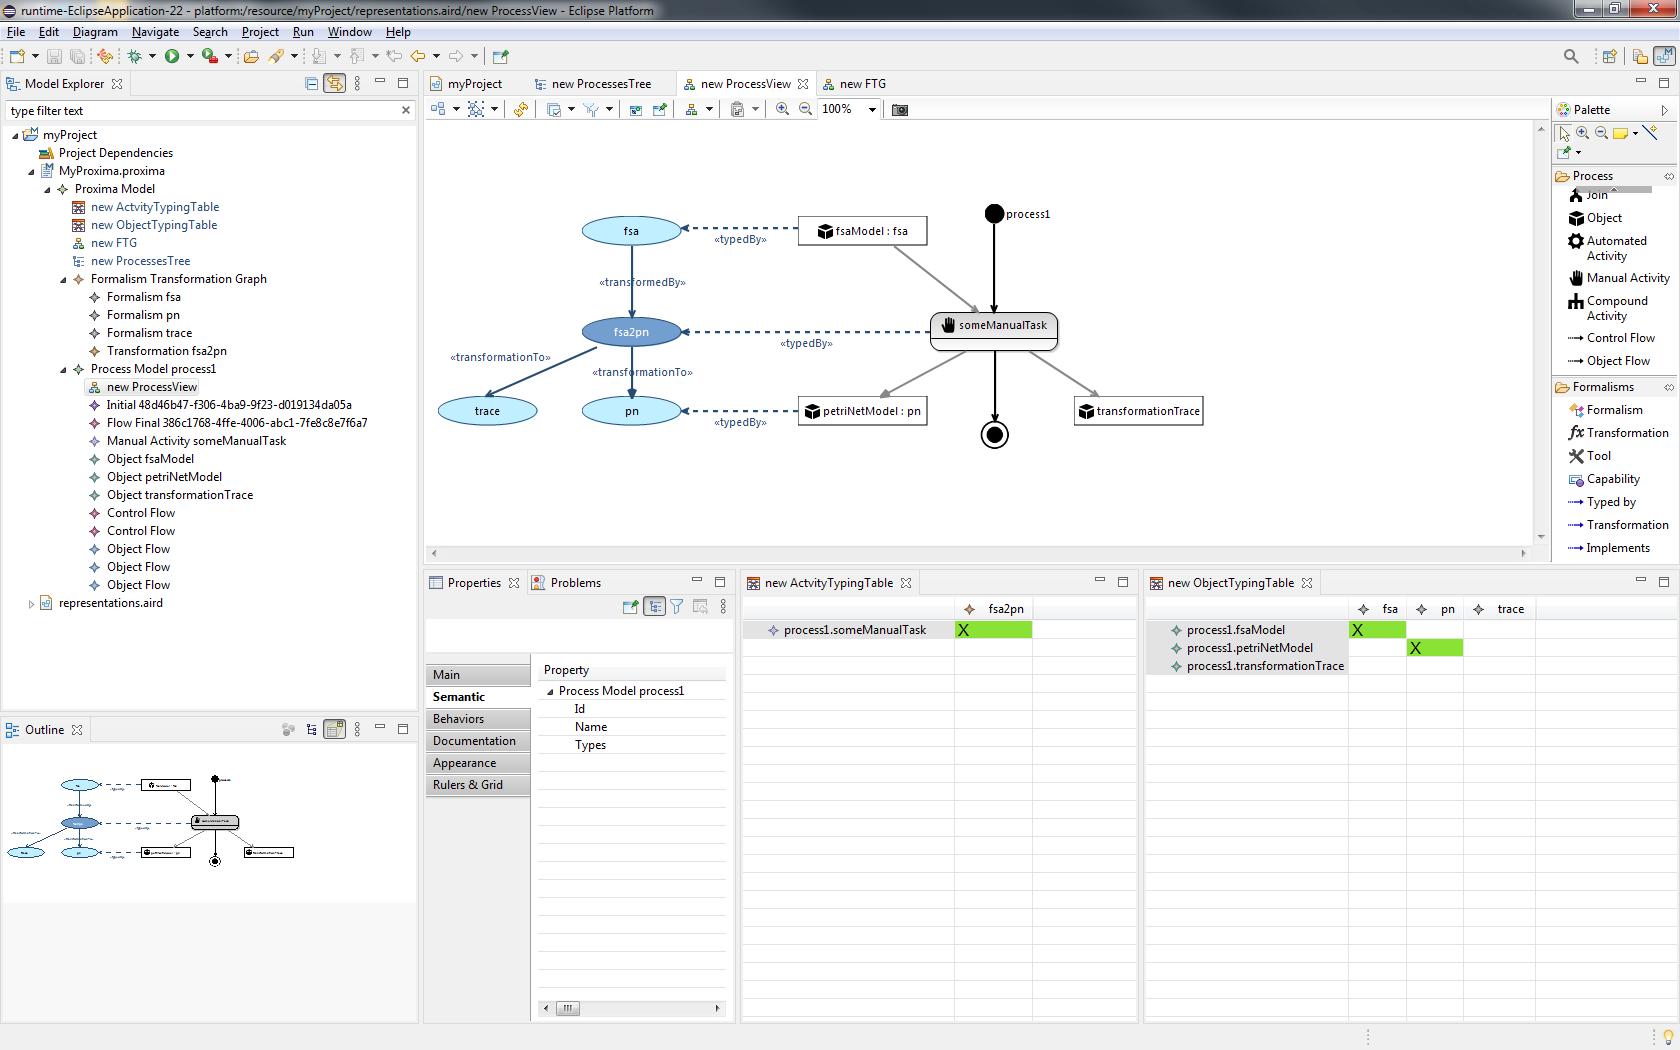 runtime-EclipseApplication-22 - platform:/resource/myProject/representations.aird/new ProcessView - Eclipse Platform
File Edit Diagram Navigate Search Project Run Window Help
Model Explorer
type filter text
myProject
Project Dependencies
MyProxima.proxima
Proxima Model
new ActvityTypingTable
new ObjectTypingTable
new FTG
new ProcessesTree
Formalism Transformation Graph
Formalism fsa
Formalism pn
Formalism trace
Transformation fsa2pn
Process Model process1
new ProcessView
Initial 48d46b47-f306-4ba9-9f23-d019134da05a
Flow Final 386c1768-4ffe-4006-abc1-7fe8c8e7f6a7
Manual Activity someManualTask
Object fsaModel
Object petriNetModel
Object transformationTrace
Control Flow
Control Flow
Object Flow
Object Flow
Object Flow
representations.aird
Outline
myProject new ProcessesTree new ProcessView new FTG
100%
process1
fsa
«typedBy»
fsaModel : fsa
«transformedBy»
fsa2pn
«typedBy»
someManualTask
«transformationTo»
«transformationTo»
trace
pn
«typedBy»
petriNetModel : pn
transformationTrace
Palette
Process
Join
Object
Automated
Activity
Manual Activity
Compound
Activity
Control Flow
Object Flow
Formalisms
Formalism
Transformation
Tool
Capability
Typed by
Transformation
Implements
Properties Problems
Main
Semantic
Behaviors
Documentation
Appearance
Rulers & Grid
Property
Process Model process1
Id
Name
Types
new ActvityTypingTable
fsa2pn
process1.someManualTask X
new ObjectTypingTable
fsa pn trace
process1.fsaModel X
process1.petriNetModel X
process1.transformationTrace